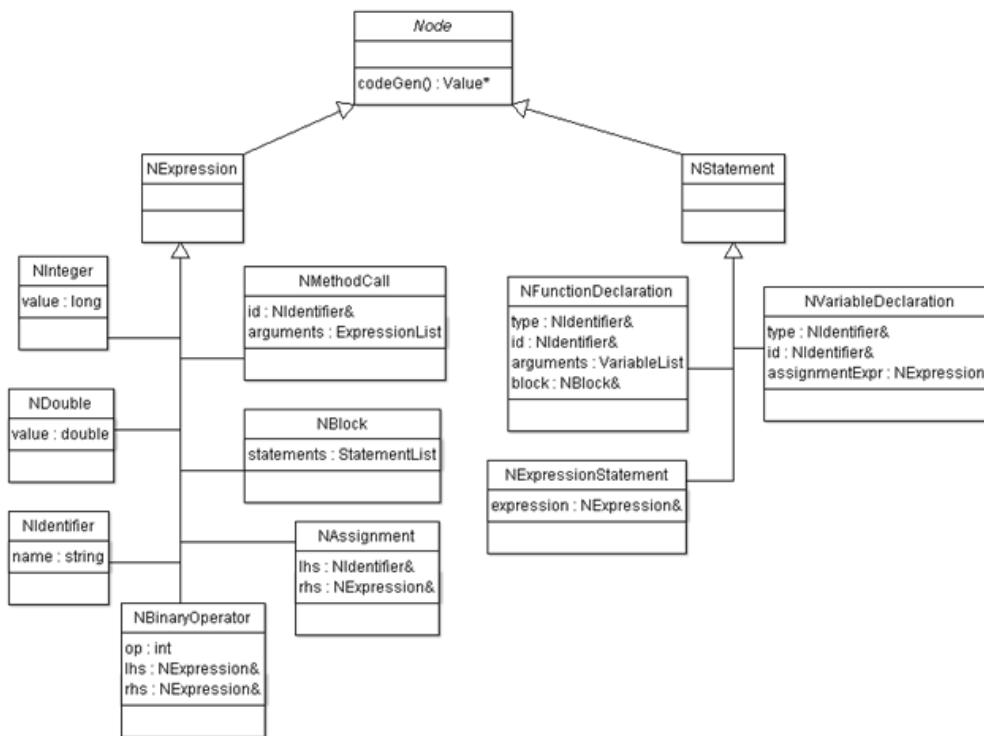 Node
codeGen() : Value*
NExpression
NStatement
NInteger
value : long
NMethodCall
id : NIdentifier&
arguments : ExpressionList
NFunctionDeclaration
type : NIdentifier&
id : NIdentifier&
arguments : VariableList
block : NBlock&
NVariableDeclaration
type : NIdentifier&
id : NIdentifier&
assignmentExpr : NExpression
NDouble
value : double
NBlock
statements : StatementList
NExpressionStatement
expression : NExpression&
NIdentifier
name : string
NAssignment
lhs : NIdentifier&
rhs : NExpression&
NBinaryOperator
op : int
lhs : NExpression&
rhs : NExpression&